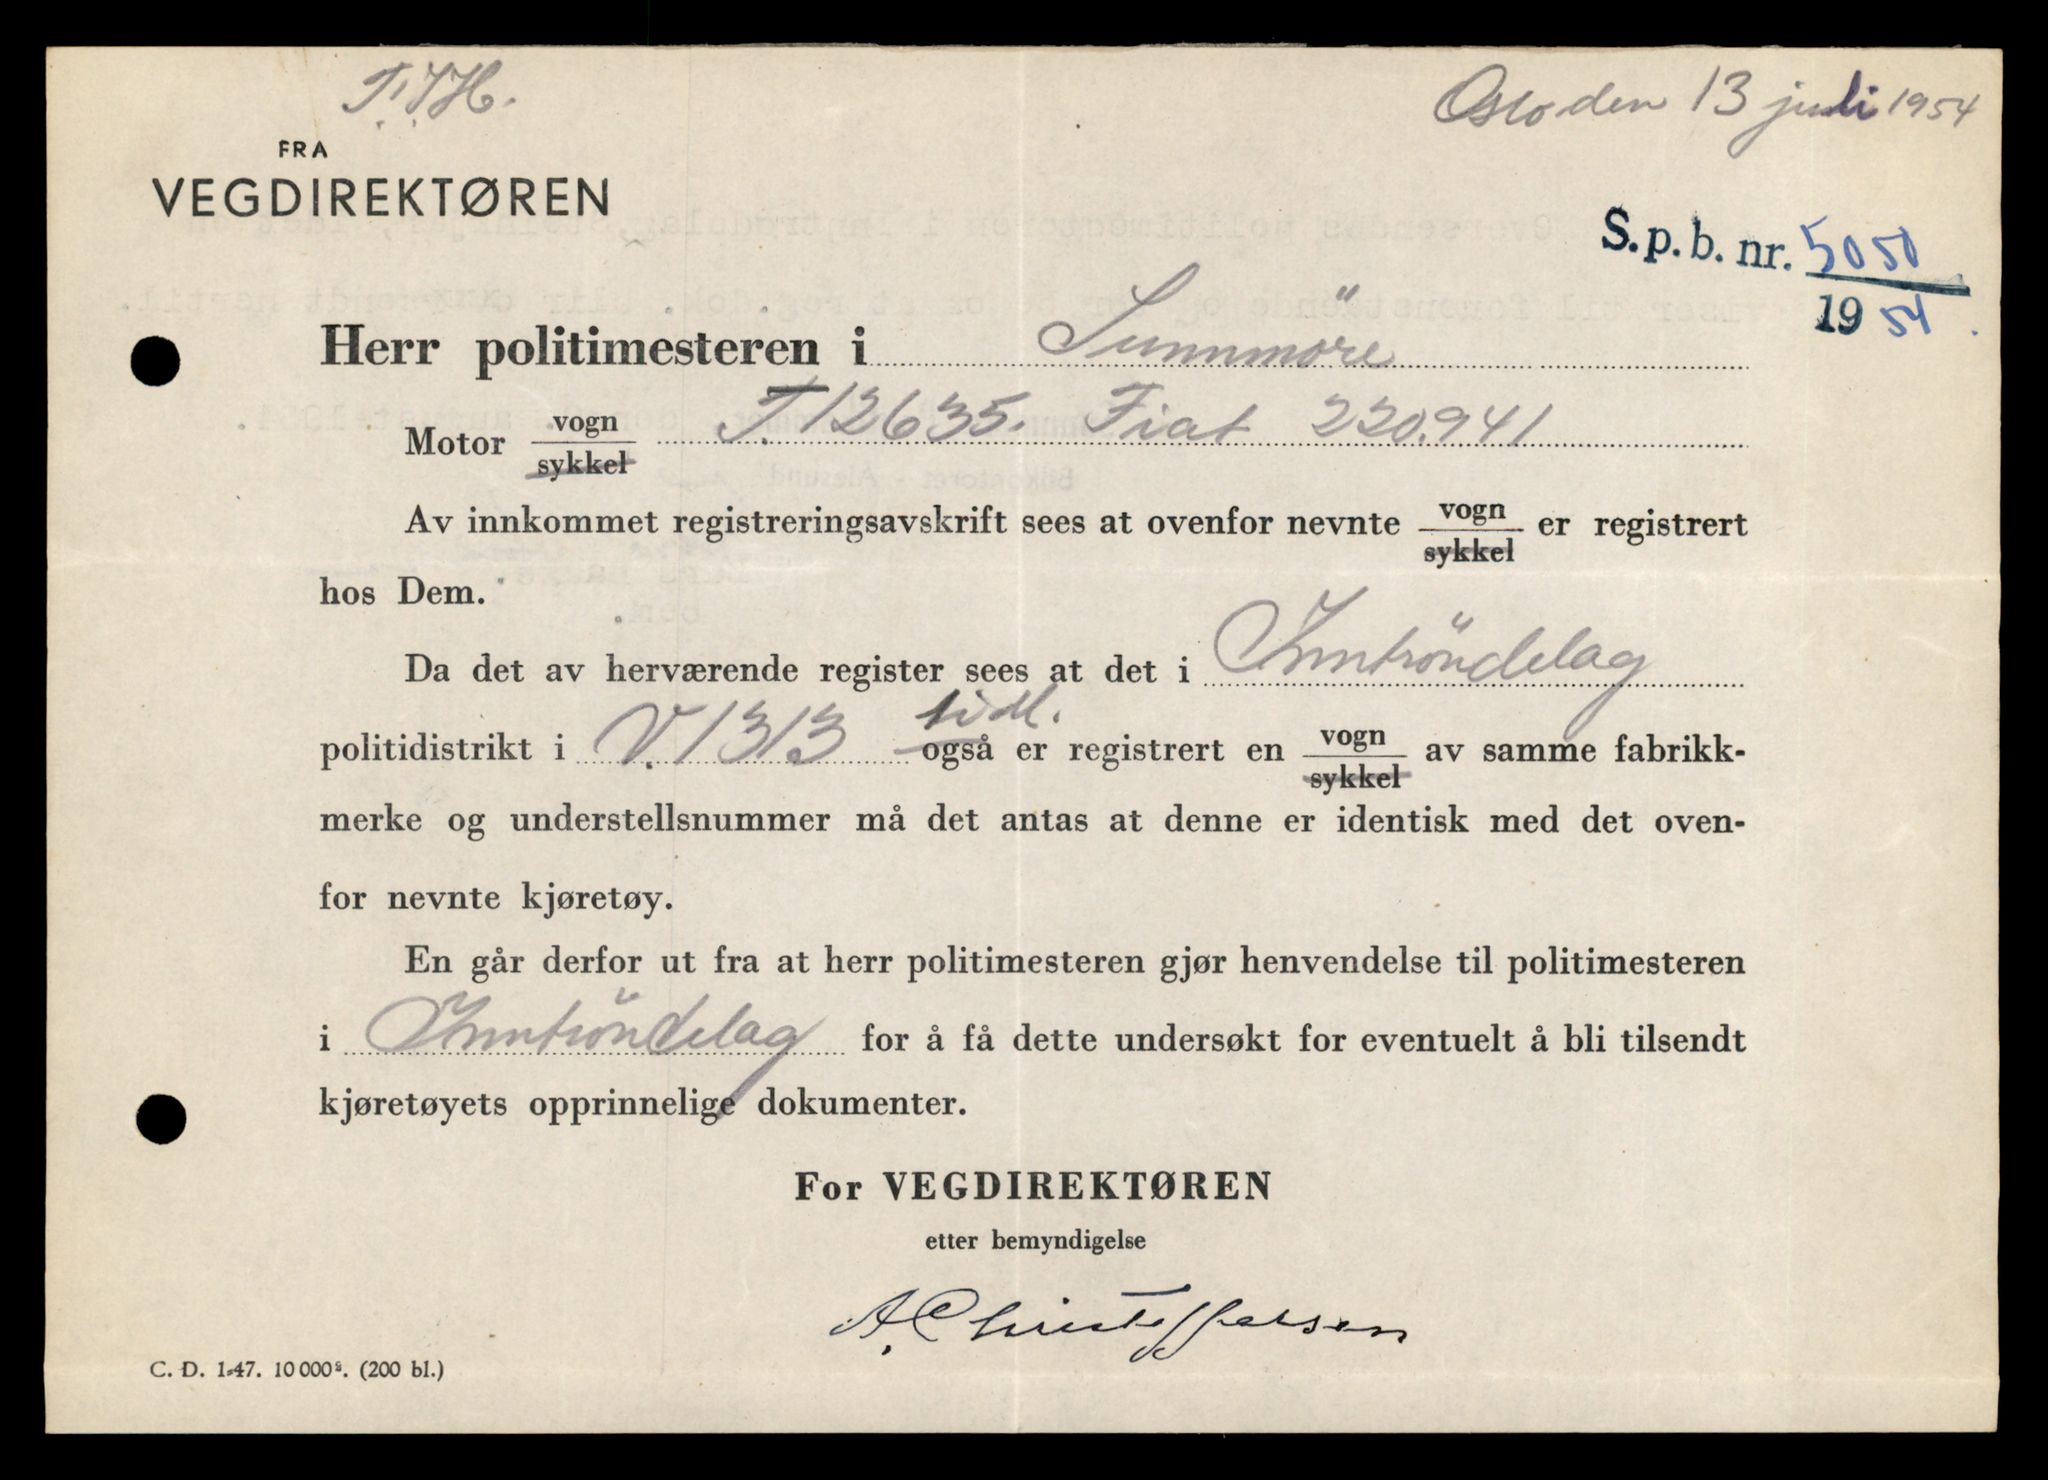 T.I.H.
Oslo den 13 juli 1954
FRA
VEGDIREKTØREN
S.p.b. nr. 5050
1954.
Herr politimesteren i Sunnmöre
Motor vogn T.12635. Fiat 220.941
sykkel
Av innkommet registreringsavskrift sees at ovenfor nevnte vogn er registrert
sykkel
hos Dem.
Da det av herværende register sees at det i Inntröndelag
tidl.
politidistrikt i V.1313 også er registrert en vogn av samme fabrikk-
sykkel
merke og understellsnummer må det antas at denne er identisk med det oven-
for nevnte kjøretøy.
En går derfor ut fra at herr politimesteren gjør henvendelse til politimesteren
i Inntröndelag for å få dette undersøkt for eventuelt å bli tilsendt
kjøretøyets opprinnelige dokumenter.
For VEGDIREKTØREN
etter bemyndigelse
A. Christoffersen
C. D. 1-47. 10 000s. (200 bl.)